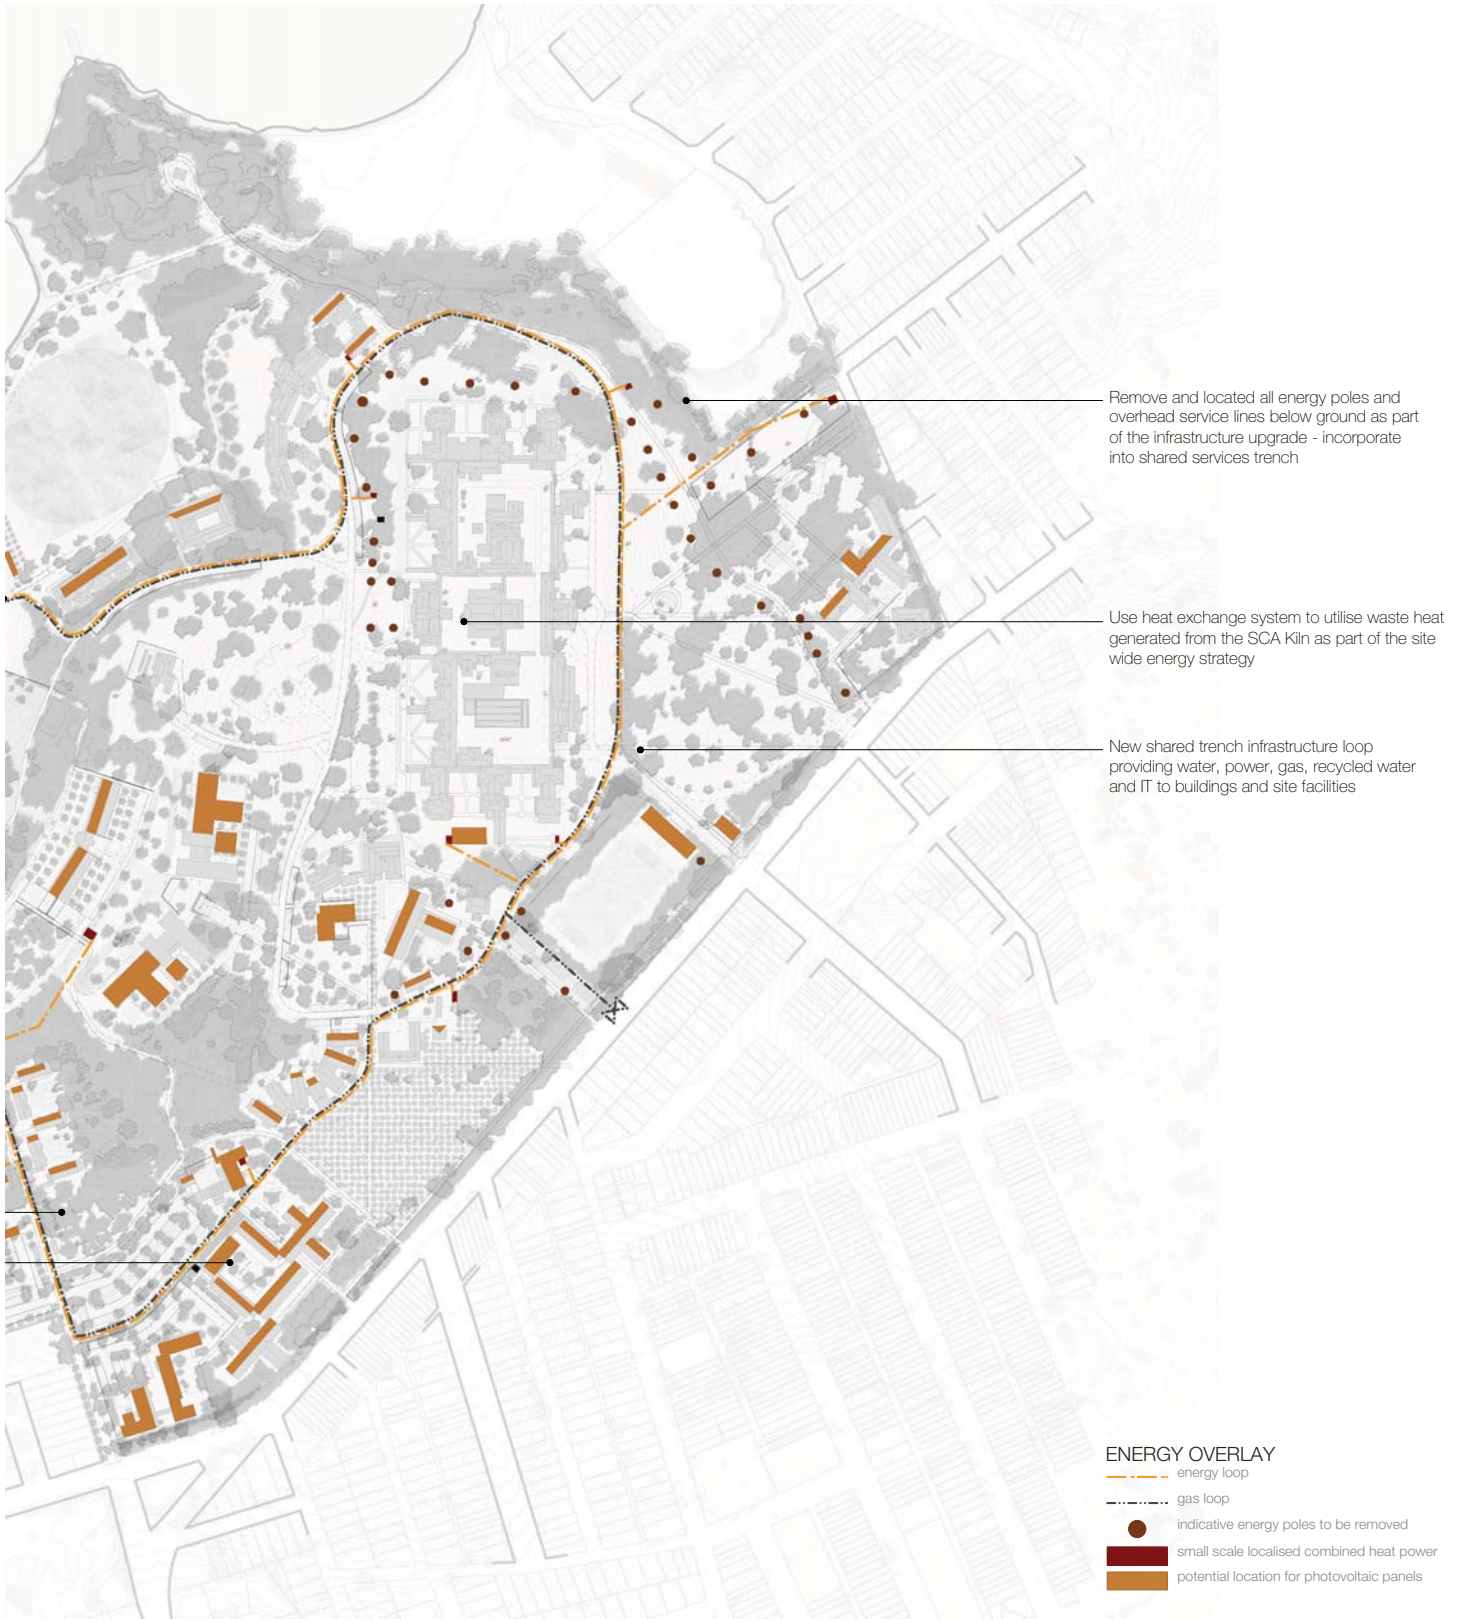 Remove and located all energy poles and
overhead service lines below ground as part
of the infrastructure upgrade - incorporate
into shared services trench
Use heat exchange system to utilise waste heat
generated from the SCA Kiln as part of the site
wide energy strategy
New shared trench infrastructure loop
providing water, power, gas, recycled water
and IT to buildings and site facilities
ENERGY OVERLAY
energy loop
gas loop
indicative energy poles to be removed
small scale localised combined heat power
potential location for photovoltaic panels